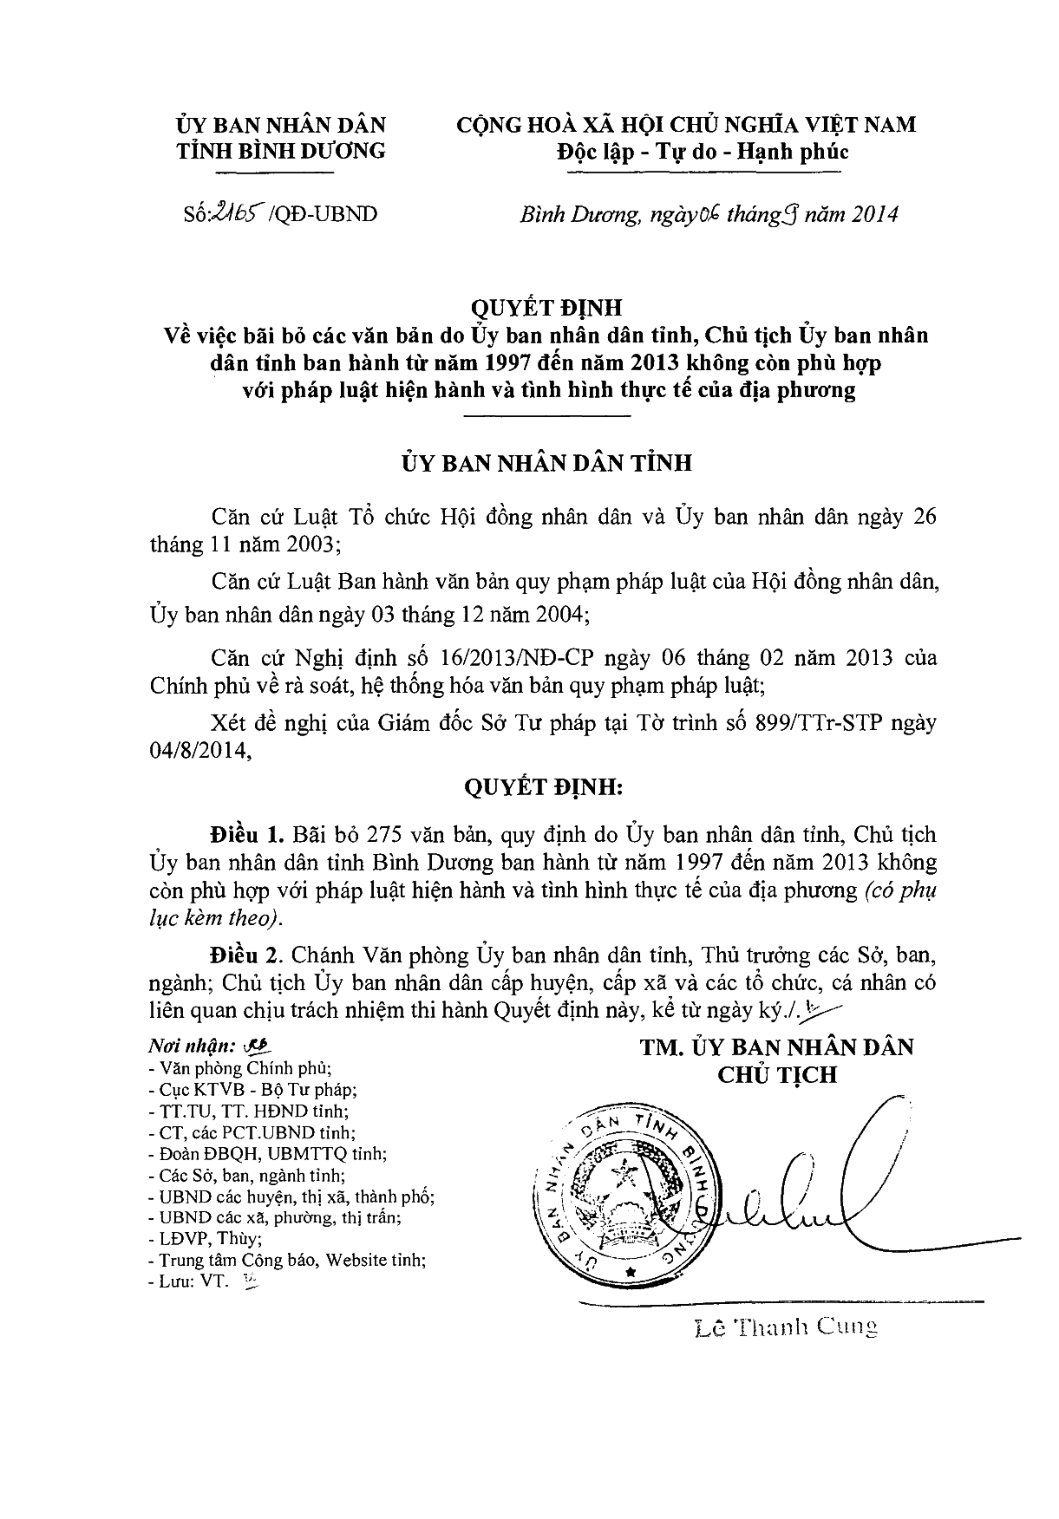 ỦY BAN NHÂN DÂN
TỈNH BÌNH DƯƠNG
CỘNG HOÀ XÃ HỘI CHỦ NGHĨA VIỆT NAM
Độc lập - Tự do - Hạnh phúc
Số:2165/QĐ-UBND
Bình Dương, ngày 06 tháng 9 năm 2014
QUYẾT ĐỊNH
Về việc bãi bỏ các văn bản do Ủy ban nhân dân tỉnh, Chủ tịch Ủy ban nhân
dân tỉnh ban hành từ năm 1997 đến năm 2013 không còn phù hợp
với pháp luật hiện hành và tình hình thực tế của địa phương
ỦY BAN NHÂN DÂN TỈNH
Căn cứ Luật Tổ chức Hội đồng nhân dân và Ủy ban nhân dân ngày 26
tháng 11 năm 2003;
Căn cứ Luật Ban hành văn bản quy phạm pháp luật của Hội đồng nhân dân,
Ủy ban nhân dân ngày 03 tháng 12 năm 2004;
Căn cứ Nghị định số 16/2013/NĐ-CP ngày 06 tháng 02 năm 2013 của
Chính phủ về rà soát, hệ thống hóa văn bản quy phạm pháp luật;
Xét đề nghị của Giám đốc Sở Tư pháp tại Tờ trình số 899/TTr-STP ngày
04/8/2014,
QUYẾT ĐỊNH:
Điều 1. Bãi bỏ 275 văn bản, quy định do Ủy ban nhân dân tỉnh, Chủ tịch
Ủy ban nhân dân tỉnh Bình Dương ban hành từ năm 1997 đến năm 2013 không
còn phù hợp với pháp luật hiện hành và tình hình thực tế của địa phương (có phụ
lục kèm theo).
Điều 2. Chánh Văn phòng Ủy ban nhân dân tỉnh, Thủ trưởng các Sở, ban,
ngành; Chủ tịch Ủy ban nhân dân cấp huyện, cấp xã và các tổ chức, cá nhân có
liên quan chịu trách nhiệm thi hành Quyết định này, kể từ ngày ký./.
Nơi nhận:
- Văn phòng Chính phủ;
- Cục KTVB - Bộ Tư pháp;
- TT.TU, TT. HĐND tỉnh;
- CT, các PCT.UBND tỉnh;
- Đoàn ĐBQH, UBMTTQ tỉnh;
- Các Sở, ban, ngành tỉnh;
- UBND các huyện, thị xã, thành phố;
- UBND các xã, phường, thị trấn;
- LĐVP, Thùy;
- Trung tâm Công báo, Website tỉnh;
- Lưu: VT.
TM. ỦY BAN NHÂN DÂN
CHỦ TỊCH
ỦY BAN NHÂN DÂN TỈNH BÌNH DƯƠNG
Lê Thanh Cung